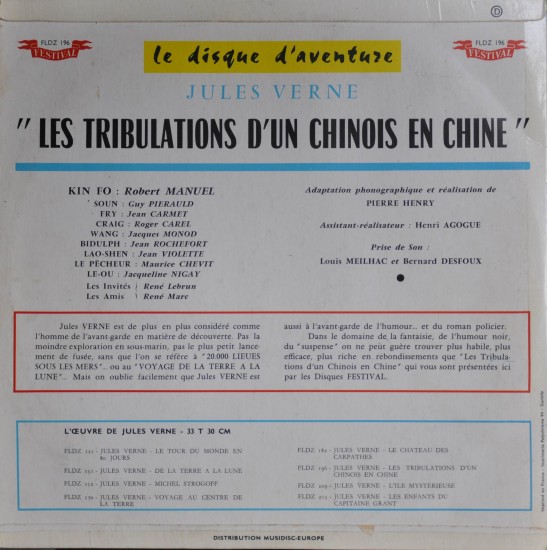 D
FLDZ 196
FESTIVAL
FLDZ 196
FESTIVAL
le disque d'aventure
JULES VERNE
" LES TRIBULATIONS D'UN CHINOIS EN CHINE "
KIN FO : Robert MANUEL
SOUN : Guy PIERAULD
FRY : Jean CARMET
CRAIG : Roger CAREL
WANG : Jacques MONOD
BIDULPH : Jean ROCHEFORT
LAO-SHEN : Jean VIOLETTE
LE PÊCHEUR : Maurice CHEVIT
LE-OU : Jacqueline NIGAY
Les Invités } René Lebrun
Les Amis } René Marc
Adaptation phonographique et réalisation de
PIERRE HENRY
Assistant-réalisateur : Henri AGOGUE
Prise de Son :
Louis MEILHAC et Bernard DESFOUX
Jules VERNE est de plus en plus considéré comme
l'homme de l'avant-garde en matière de découverte. Pas la
moindre exploration en sous-marin, pas le plus petit lance-
ment de fusée, sans que l'on se réfère à "20.000 LIEUES
SOUS LES MERS".. ou au "VOYAGE DE LA TERRE A LA
LUNE".. Mais on oublie facilement que Jules VERNE est
aussi à l'avant-garde de l'humour.. et du roman policier.
Dans le domaine de la fantaisie, de l'humour noir,
du "suspense" on ne peut guère trouver plus habile, plus
efficace, plus riche en rebondissements que "Les Tribula-
tions d'un Chinois en Chine" qui vous sont présentées ici
par les Disques FESTIVAL.
L'ŒUVRE DE JULES VERNE - 33 T 30 CM
FLDZ
JULES VERNE - LE TOUR DU MONDE EN
80 JOURS
FLDZ
JULES VERNE - DE LA TERRE A LA LUNE
FLDZ
JULES VERNE - MICHEL STROGOFF
FLDZ
JULES VERNE - VOYAGE AU CENTRE DE
LA TERRE
FLDZ
JULES VERNE - LE CHATEAU DES
CARPATHES
FLDZ 196 - JULES VERNE - LES TRIBULATIONS D'UN
CHINOIS EN CHINE
FLDZ
JULES VERNE - L'ILE MYSTÉRIEUSE
FLDZ
JULES VERNE - LES ENFANTS DU
CAPITAINE GRANT
DISTRIBUTION MUSIDISC-EUROPE